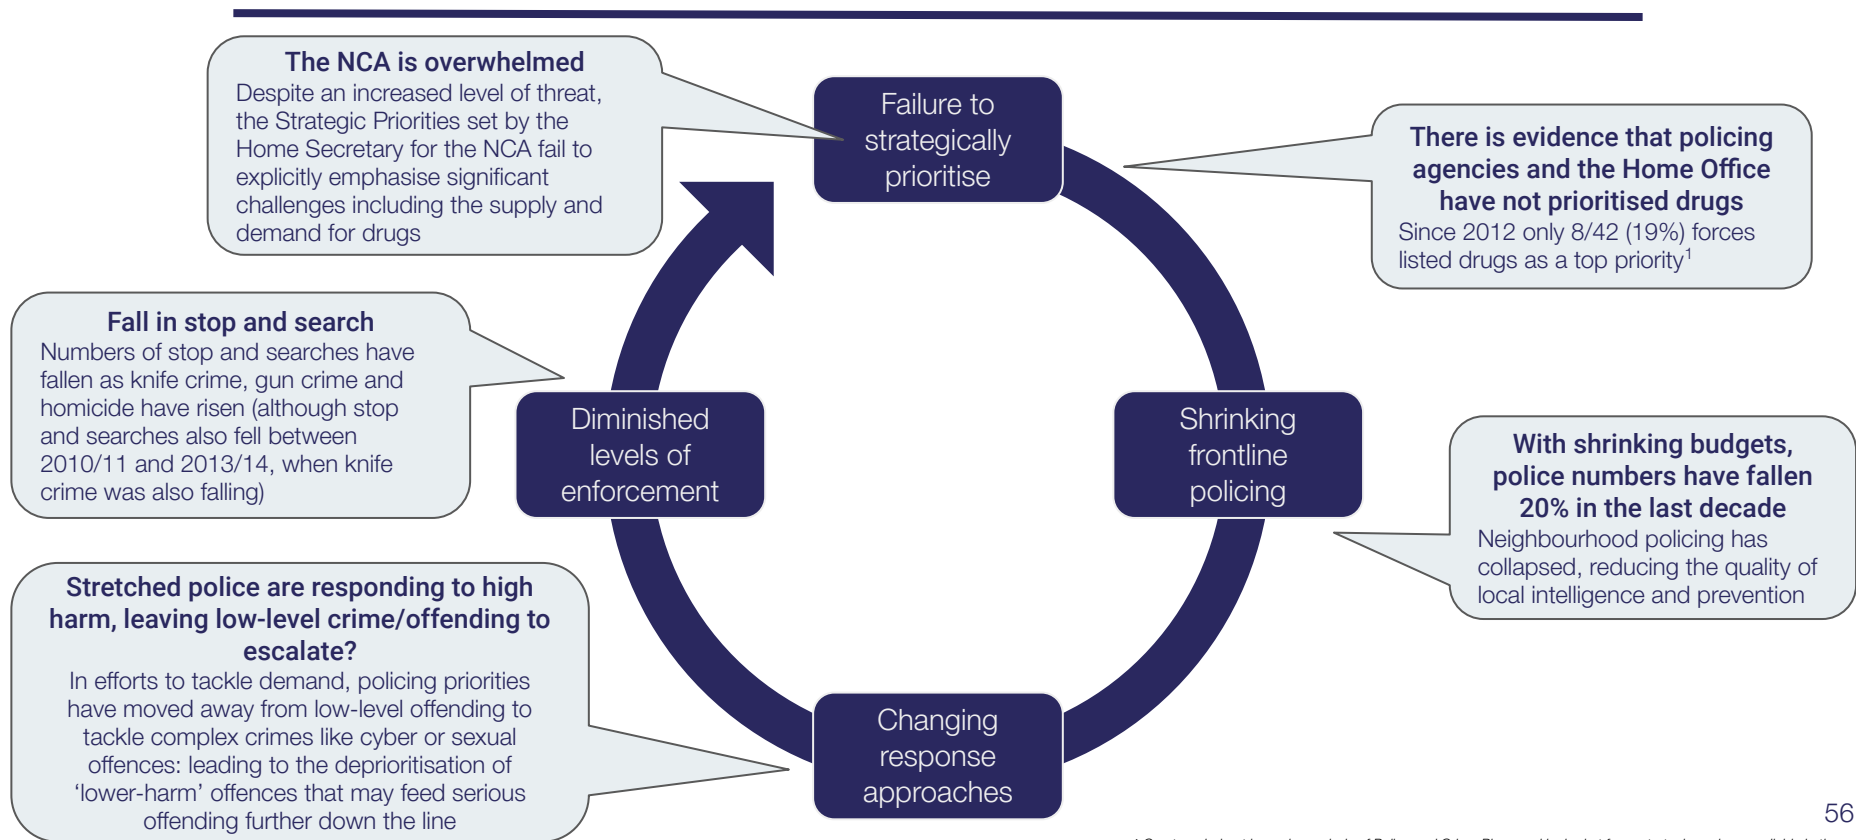 The NCA is overwhelmed
Despite an increased level of threat,
the Strategic Priorities set by the
Home Secretary for the NCA fail to
explicitly emphasise significant
challenges including the supply and
demand for drugs
Failure to
strategically
prioritise
There is evidence that policing
agencies and the Home Office
have not prioritised drugs
Since 2012 only 8/42 (19%) forces
listed drugs as a top priority¹
Fall in stop and search
Numbers of stop and searches have
fallen as knife crime, gun crime and
homicide have risen (although stop
and searches also fell between
2010/11 and 2013/14, when knife
crime was also falling)
Diminished
levels of
enforcement
Shrinking
frontline
policing
With shrinking budgets,
police numbers have fallen
20% in the last decade
Neighbourhood policing has
collapsed, reducing the quality of
local intelligence and prevention
Stretched police are responding to high
harm, leaving low-level crime/offending to
escalate?
In efforts to tackle demand, policing priorities
have moved away from low-level offending to
tackle complex crimes like cyber or sexual
offences: leading to the deprioritisation of
‘lower-harm’ offences that may feed serious
offending further down the line
Changing
response
approaches
56